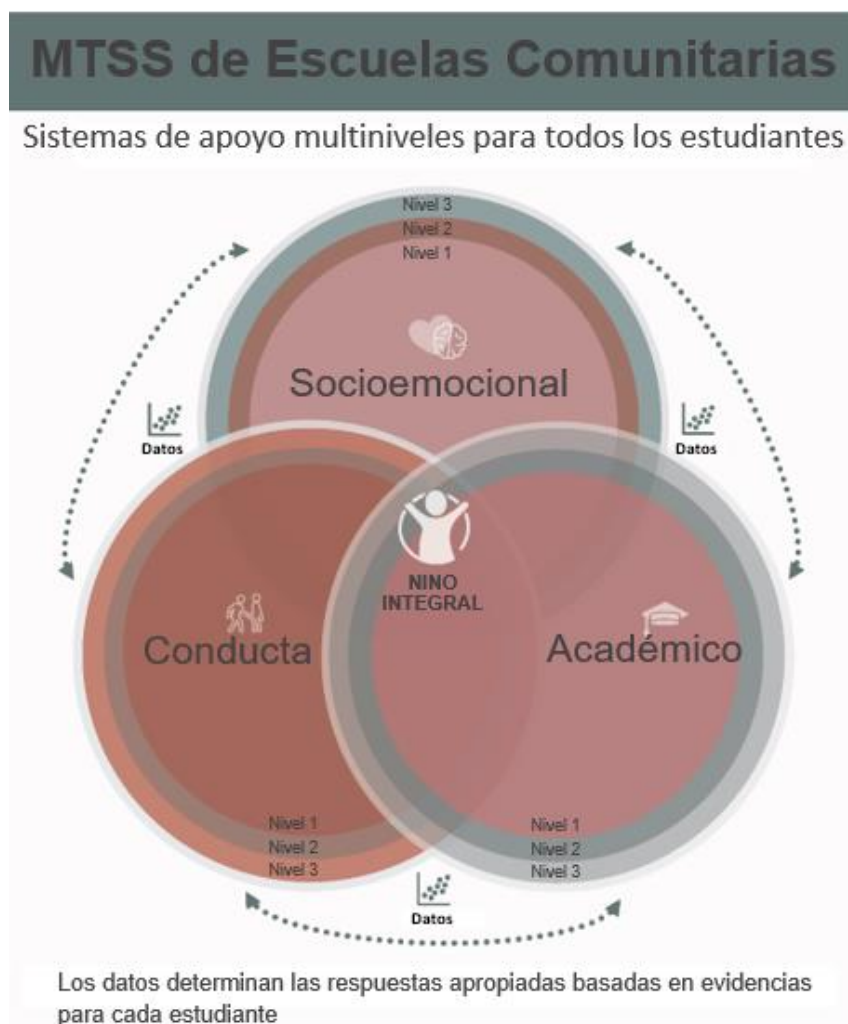 MTSS de Escuelas Comunitarias
Sistemas de apoyo multiniveles para todos los estudiantes
Nivel 3
Nivel 2
Nivel 1
Socioemocional
Datos
Datos
NINO
INTEGRAL
Conducta
Académico
Nivel 1
Nivel 2
Nivel 3
Nivel 1
Nivel 2
Nivel 3
Datos
Los datos determinan las respuestas apropiadas basadas en evidencias
para cada estudiante